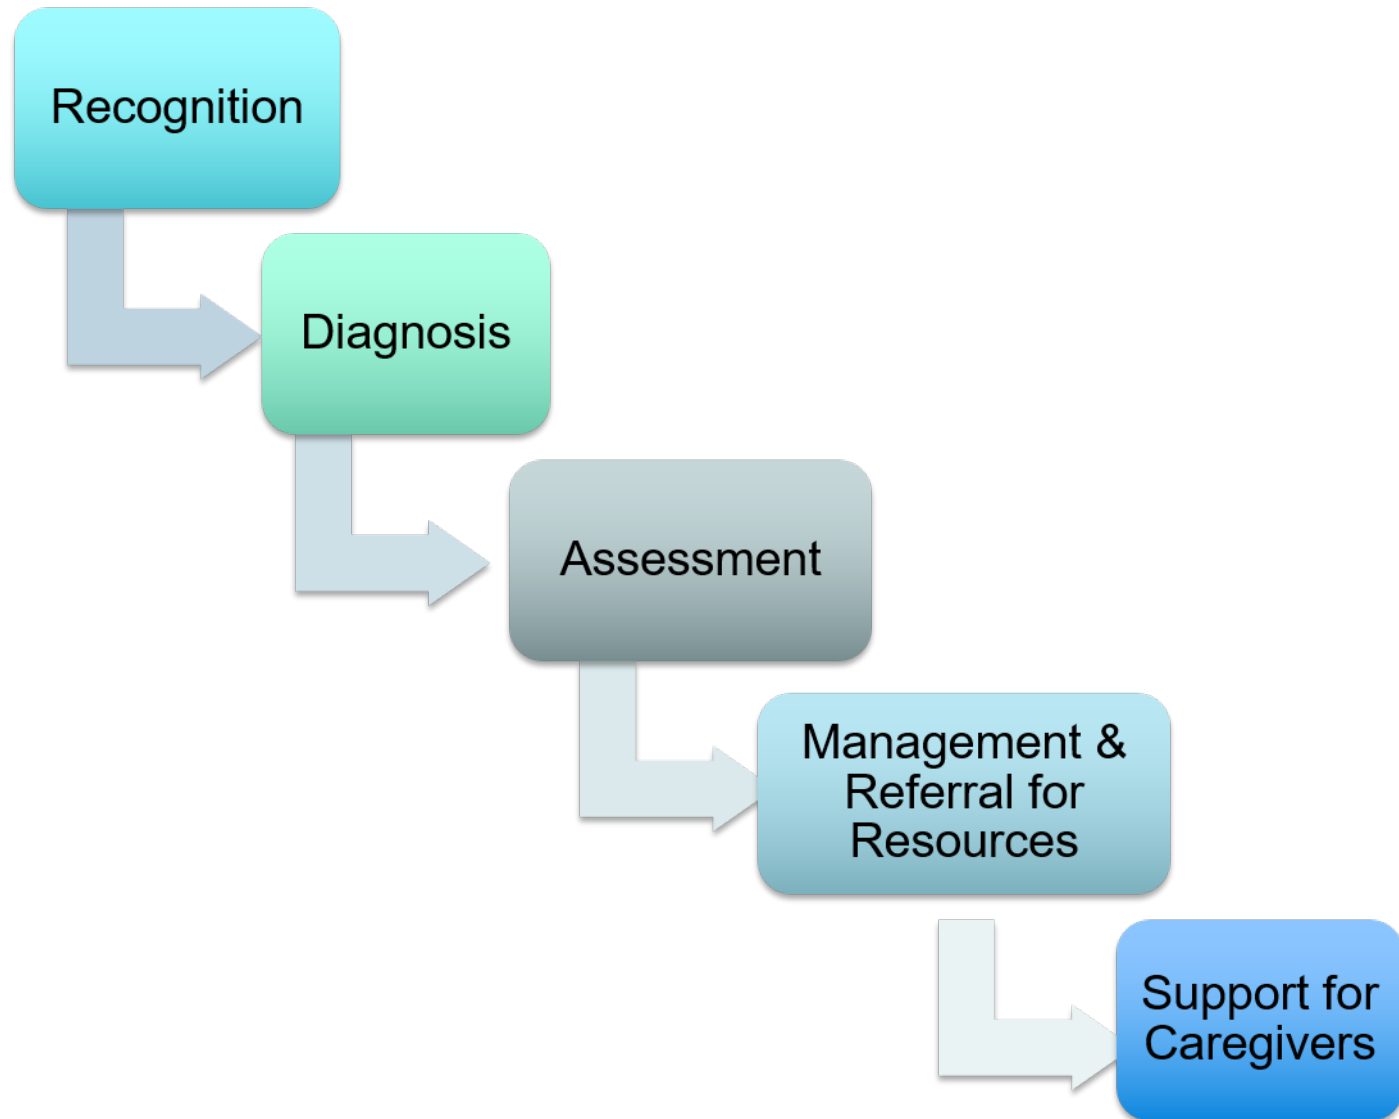 Recognition
Diagnosis
Assessment
Management &
Referral for
Resources
Support for
Caregivers